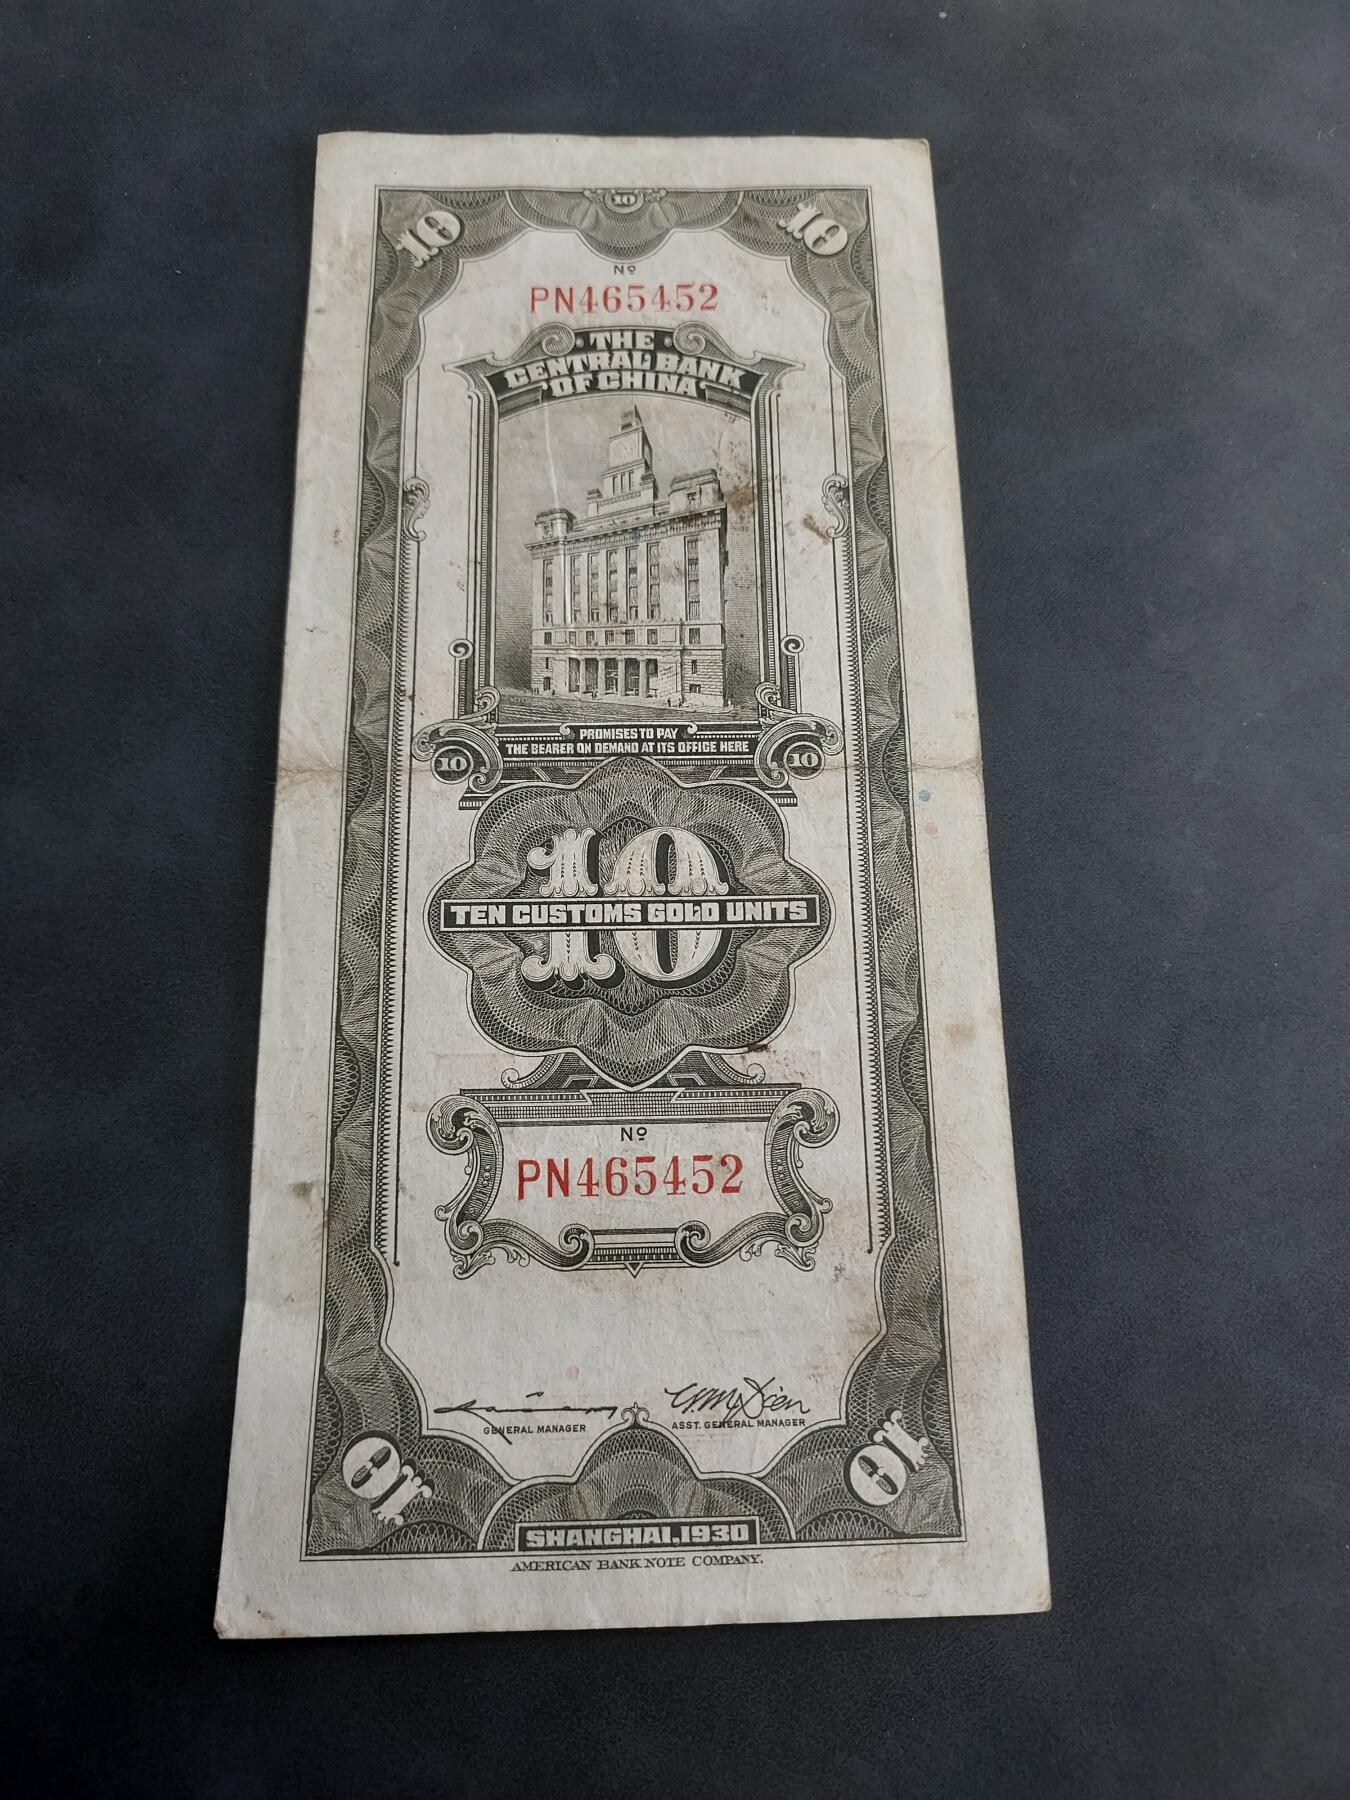 10
10
10
Nº
PN465452
THE
CENTRAL BANK
OF CHINA
PROMISES TO PAY
THE BEARER ON DEMAND AT ITS OFFICE HERE
10
10
10
TEN CUSTOMS GOLD UNITS
Nº
PN465452
GENERAL MANAGER
ASST. GENERAL MANAGER
10
10
SHANGHAI, 1930
AMERICAN BANK NOTE COMPANY.